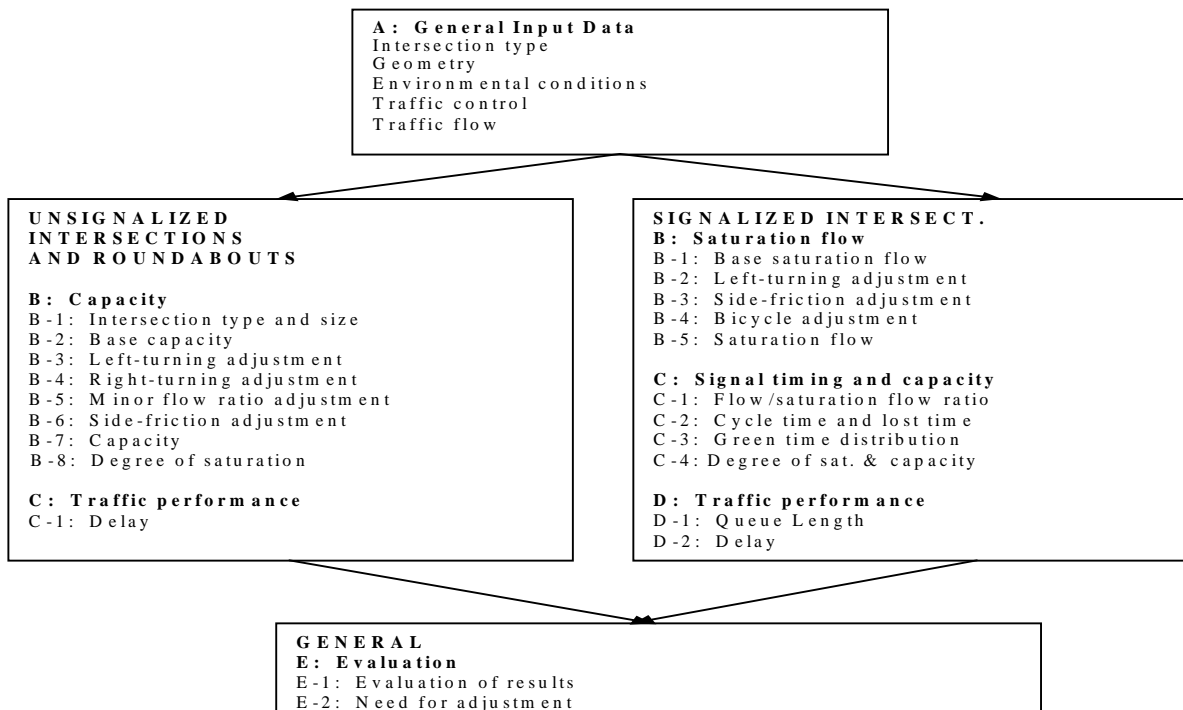 A: General Input Data
Intersection type
Geometry
Environmental conditions
Traffic control
Traffic flow
UNSIGNALIZED
INTERSECTIONS
AND ROUNDABOUTS
B: Capacity
B-1: Intersection type and size
B-2: Base capacity
B-3: Left-turning adjustment
B-4: Right-turning adjustment
B-5: Minor flow ratio adjustment
B-6: Side-friction adjustment
B-7: Capacity
B-8: Degree of saturation
C: Traffic performance
C-1: Delay
SIGNALIZED INTERSECT.
B: Saturation flow
B-1: Base saturation flow
B-2: Left-turning adjustment
B-3: Side-friction adjustment
B-4: Bicycle adjustment
B-5: Saturation flow
C: Signal timing and capacity
C-1: Flow/saturation flow ratio
C-2: Cycle time and lost time
C-3: Green time distribution
C-4: Degree of sat. & capacity
D: Traffic performance
D-1: Queue Length
D-2: Delay
GENERAL
E: Evaluation
E-1: Evaluation of results
E-2: Need for adjustment